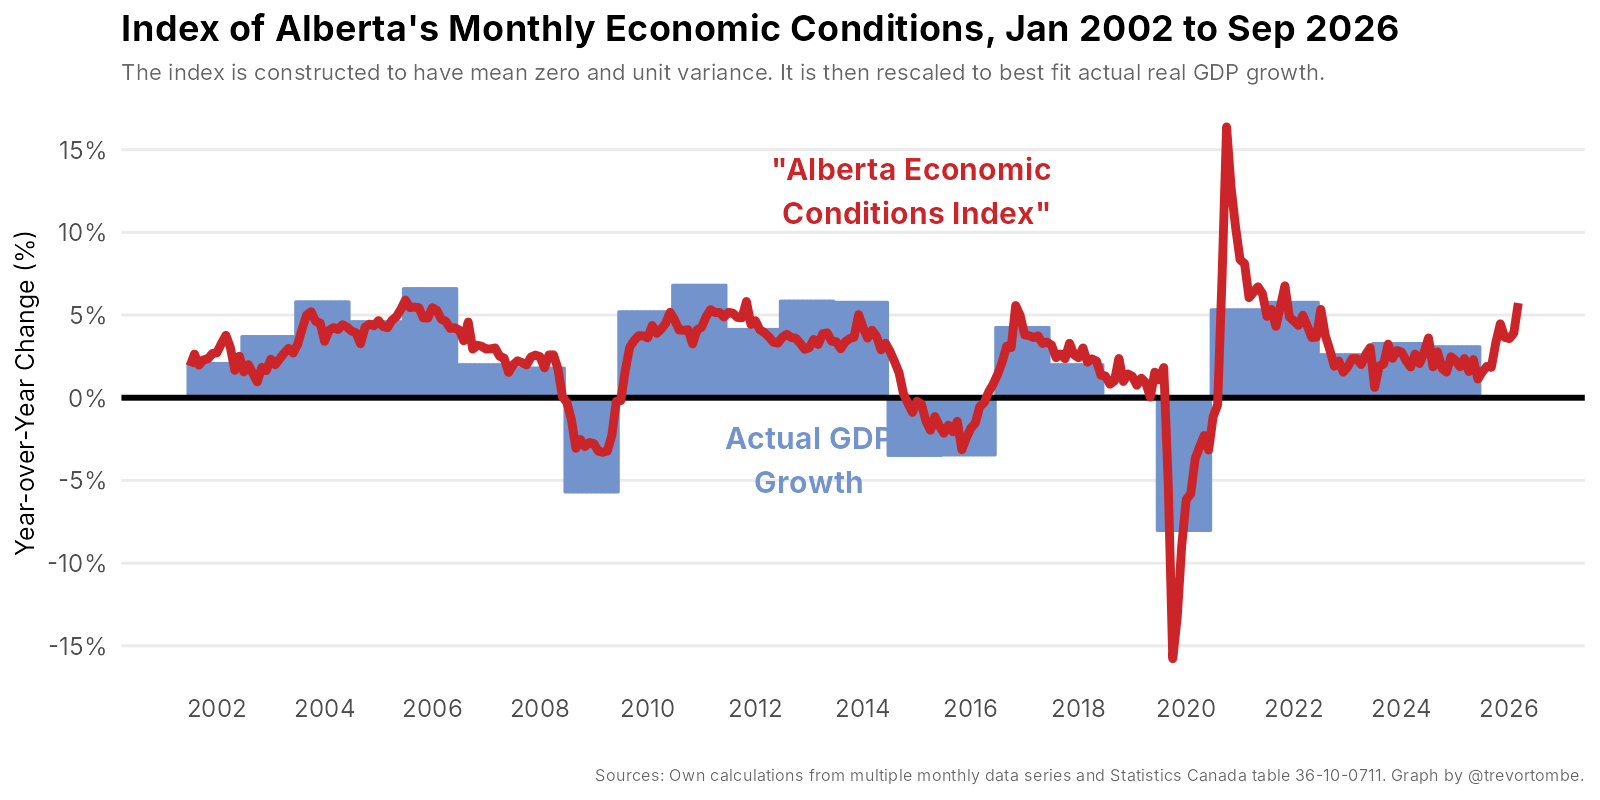 Index of Alberta's Monthly Economic Conditions, Jan 2002 to Sep 2026
The index is constructed to have mean zero and unit variance. It is then rescaled to best fit actual real GDP growth.
Year-over-Year Change (%)
15%
10%
5%
0%
-5%
-10%
-15%
"Alberta Economic
Conditions Index"
Actual GDP
Growth
2002 2004 2006 2008 2010 2012 2014 2016 2018 2020 2022 2024 2026
Sources: Own calculations from multiple monthly data series and Statistics Canada table 36-10-0711. Graph by @trevortombe.